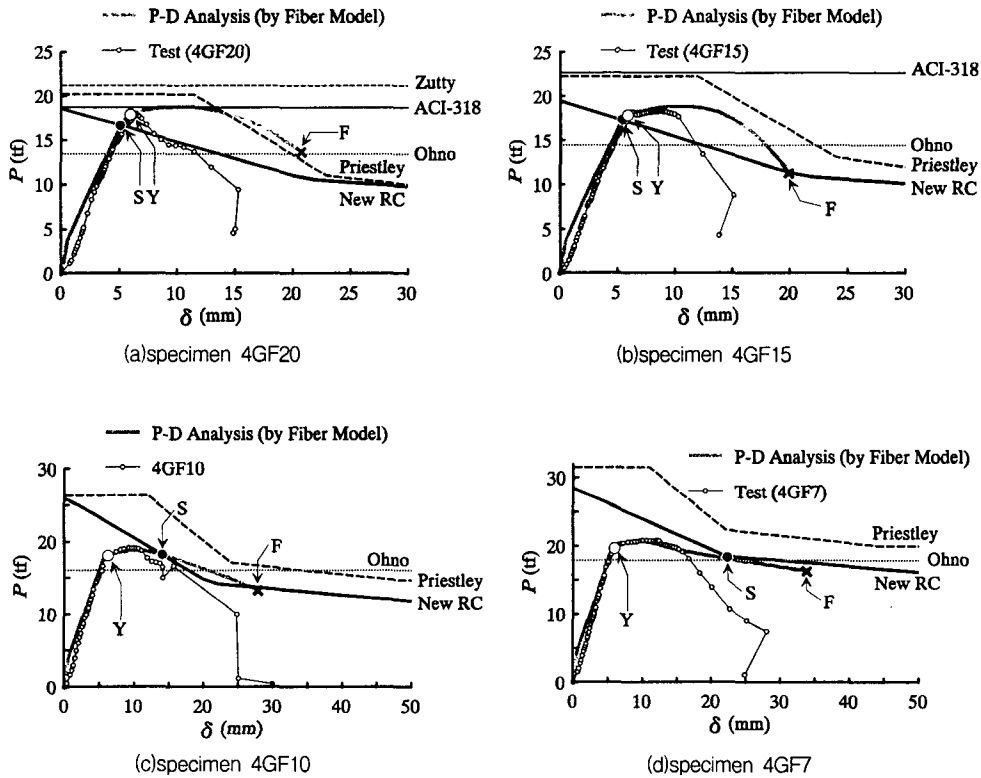 P-D Analysis (by Fiber Model)
Test (4GF20)
25
20
15
10
5
0
P (tf)
Zutty
ACI-318
F
Ohno
Priestley
S Y
New RC
0 5 10 15 20 25 30
δ (mm)
(a)specimen 4GF20
P-D Analysis (by Fiber Model)
Test (4GF15)
25
20
15
10
5
0
P (tf)
ACI-318
Ohno
Priestley
S Y
New RC
F
0 5 10 15 20 25 30
δ (mm)
(b)specimen 4GF15
P-D Analysis (by Fiber Model)
4GF10
30
20
10
0
P (tf)
S
F
Ohno
Priestley
New RC
Y
0 10 20 30 40 50
δ (mm)
(c)specimen 4GF10
P-D Analysis (by Fiber Model)
Test (4GF7)
30
20
10
0
P (tf)
Priestley
Ohno
New RC
S
F
Y
0 10 20 30 40 50
δ (mm)
(d)specimen 4GF7